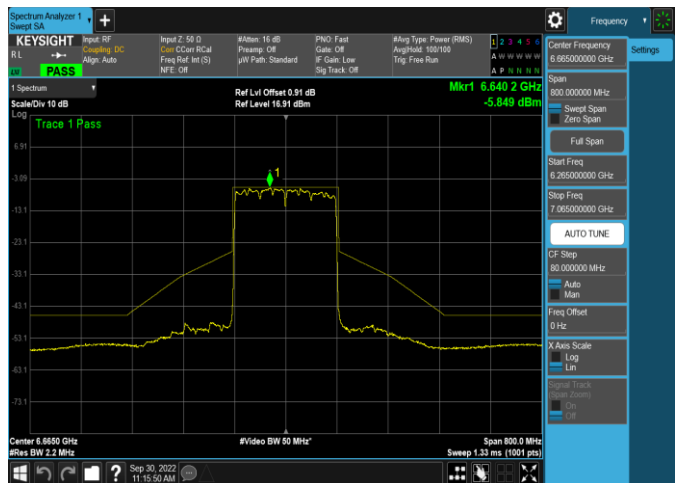 Spectrum Analyzer 1
Swept SA
Frequency
KEYSIGHT
R L
LW
PASS
Input: RF
Coupling: DC
Align: Auto
Input Z: 50 Ω
Corr CCorr RCal
Freq Ref: Int (S)
NFE: Off
#Atten: 16 dB
Preamp: Off
µW Path: Standard
PNO: Fast
Gate: Off
IF Gain: Low
Sig Track: Off
#Avg Type: Power (RMS)
Avg|Hold: 100/100
Trig: Free Run
1 2 3 4 5 6
A W W W W W
A P N N N N
1 Spectrum
Scale/Div 10 dB
Log
Ref Lvl Offset 0.91 dB
Ref Level 16.91 dBm
Mkr1 6.640 2 GHz
-5.849 dBm
Trace 1 Pass
1
6.91
-3.09
-13.1
-23.1
-33.1
-43.1
-53.1
-63.1
-73.1
Center 6.6650 GHz
#Res BW 2.2 MHz
#Video BW 50 MHz*
Span 800.0 MHz
Sweep 1.33 ms (1001 pts)
Sep 30, 2022
11:15:50 AM
Center Frequency
6.665000000 GHz
Settings
Span
800.000000 MHz
Swept Span
Zero Span
Full Span
Start Freq
6.265000000 GHz
Stop Freq
7.065000000 GHz
AUTO TUNE
CF Step
80.000000 MHz
Auto
Man
Freq Offset
0 Hz
X Axis Scale
Log
Lin
Signal Track
(Span Zoom)
On
Off